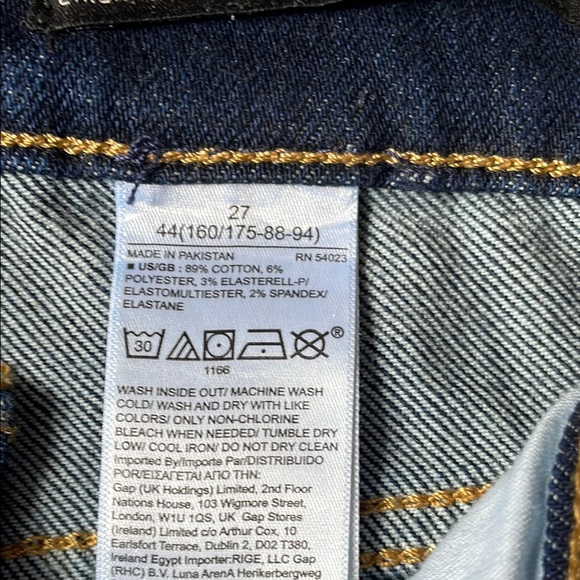 27
44(160/175-88-94)
MADE IN PAKISTAN RN 54023
■ US/GB : 89% COTTON, 6%
POLYESTER, 3% ELASTERELL-P/
ELASTOMULTIESTER, 2% SPANDEX/
ELASTANE
30
®
1166
WASH INSIDE OUT/ MACHINE WASH
COLD/ WASH AND DRY WITH LIKE
COLORS/ ONLY NON-CHLORINE
BLEACH WHEN NEEDED/ TUMBLE DRY
LOW/ COOL IRON/ DO NOT DRY CLEAN
Imported By/Importe Par/DISTRIBUIDO
POR/ΕΙΣΑΓΕΤΑΙ ΑΠΟ ΤΗΝ:
Gap (UK Holdings) Limited, 2nd Floor
Nations House, 103 Wigmore Street,
London, W1U 1QS, UK Gap Stores
(Ireland) Limited c/o Arthur Cox, 10
Earlsfort Terrace, Dublin 2, D02 T380,
Ireland Egypt Importer:RIGE, LLC Gap
(RHC) B.V. Luna ArenA Herikerbergweg